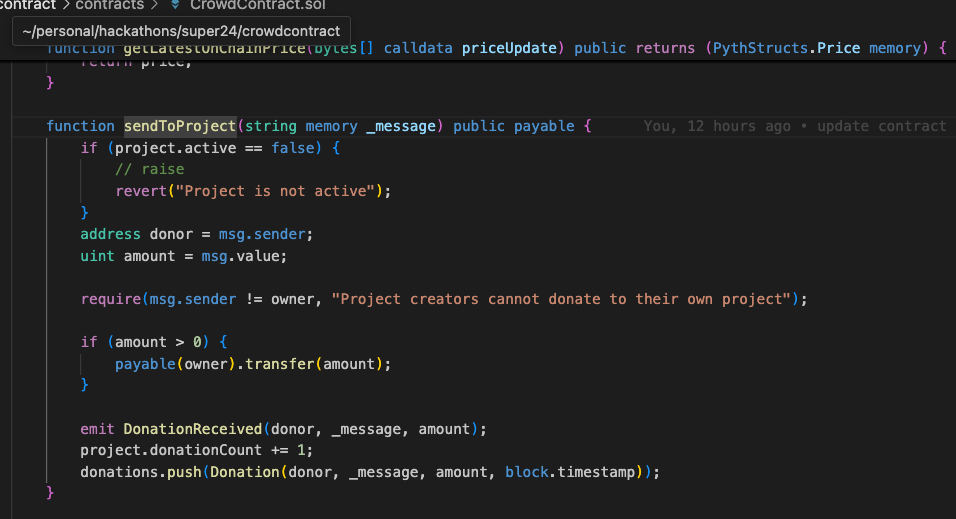 contract > contracts > CrowdContract.sol
~/personal/hackathons/super24/crowdcontract
function getLatestOnChainPrice(bytes[] calldata priceUpdate) public returns (PythStructs.Price memory) {
return price;
}
function sendToProject(string memory _message) public payable { You, 12 hours ago • update contract
if (project.active == false) {
// raise
revert("Project is not active");
}
address donor = msg.sender;
uint amount = msg.value;
require(msg.sender != owner, "Project creators cannot donate to their own project");
if (amount > 0) {
payable(owner).transfer(amount);
}
emit DonationReceived(donor, _message, amount);
project.donationCount += 1;
donations.push(Donation(donor, _message, amount, block.timestamp));
}